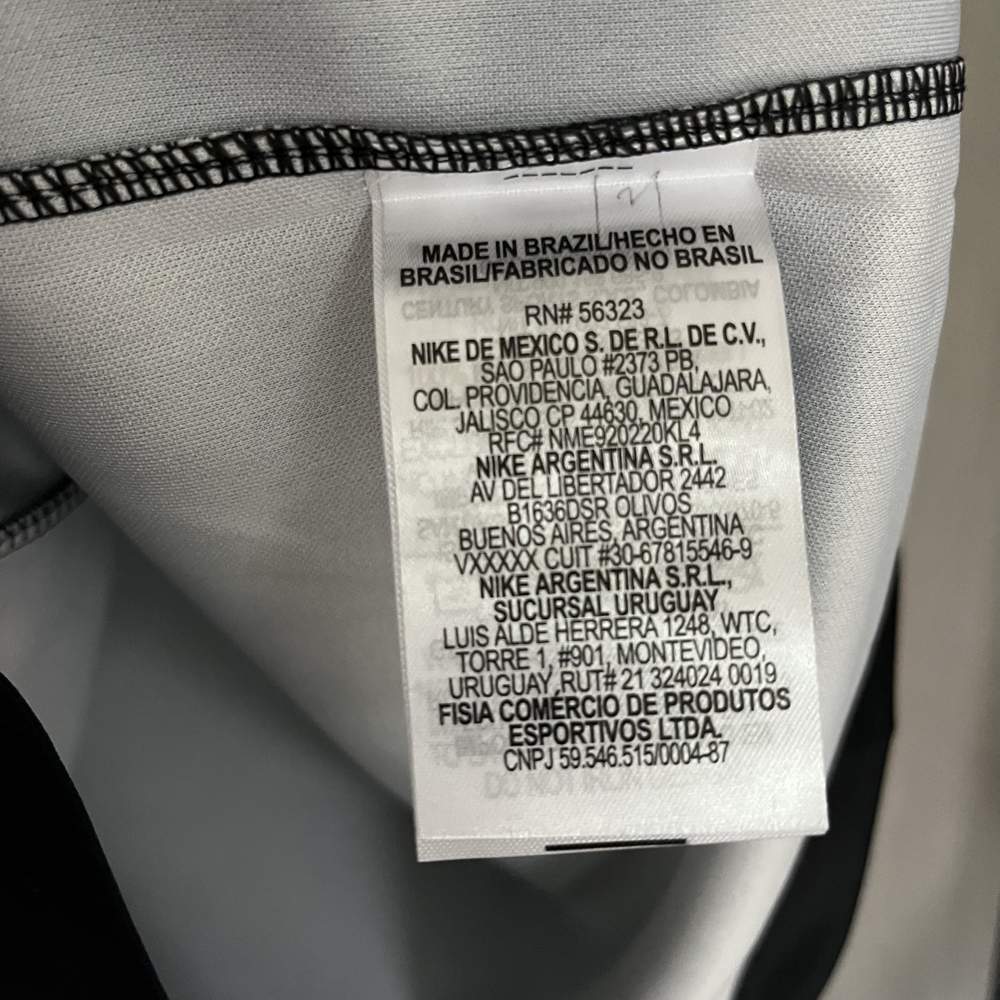 MADE IN BRAZIL/HECHO EN
BRASIL/FABRICADO NO BRASIL
RN# 56323
NIKE DE MEXICO S. DE R.L. DE C.V.,
SAO PAULO #2373 PB,
COL. PROVIDENCIA, GUADALAJARA,
JALISCO CP 44630, MEXICO
RFC# NME920220KL4
NIKE ARGENTINA S.R.L.
AV DEL LIBERTADOR 2442
B1636DSR OLIVOS
BUENOS AIRES, ARGENTINA
VXXXXX CUIT #30-67815546-9
NIKE ARGENTINA S.R.L.,
SUCURSAL URUGUAY
LUIS ALDE HERRERA 1248, WTC,
TORRE 1, #901, MONTEVIDEO,
URUGUAY,RUT# 21 324024 0019
FISIA COMÉRCIO DE PRODUTOS
ESPORTIVOS LTDA.
CNPJ 59.546.515/0004-87